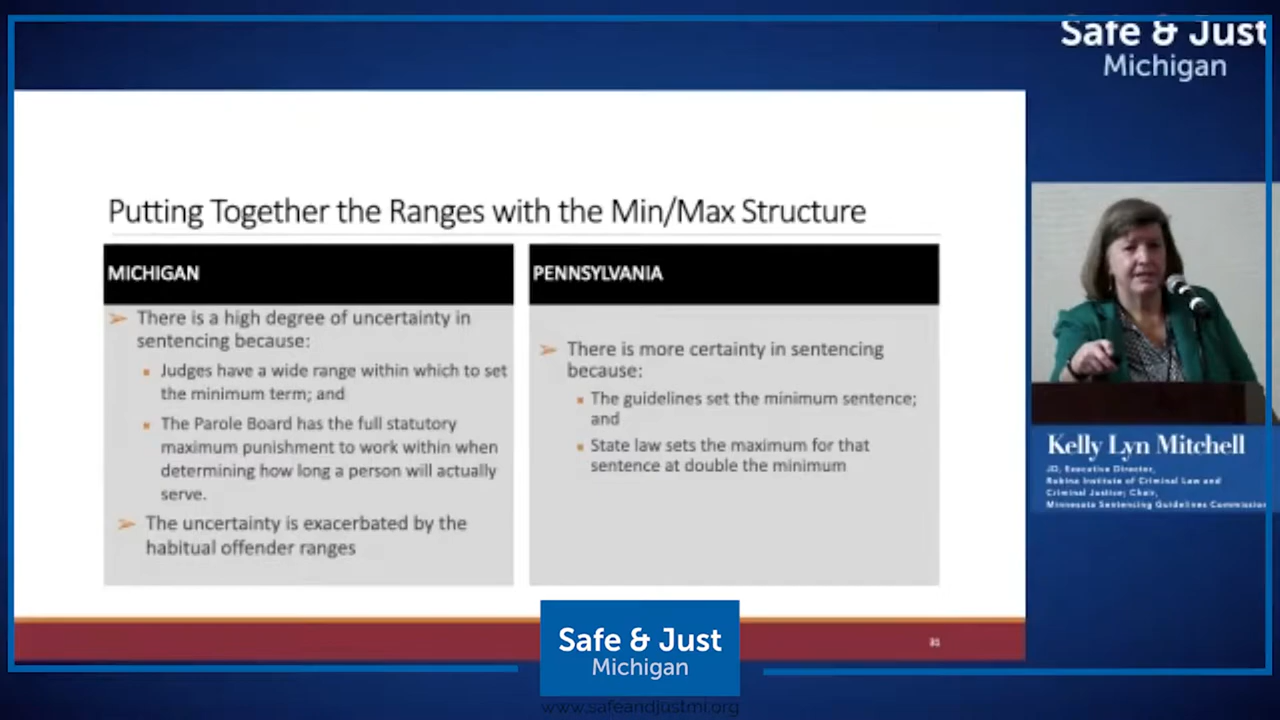 Safe & Just
Michigan
Putting Together the Ranges with the Min/Max Structure
MICHIGAN
➢ There is a high degree of uncertainty in
sentencing because:
▪ Judges have a wide range within which to set
the minimum term; and
▪ The Parole Board has the full statutory
maximum punishment to work within when
determining how long a person will actually
serve.
➢ The uncertainty is exacerbated by the
habitual offender ranges
PENNSYLVANIA
➢ There is more certainty in sentencing
because:
▪ The guidelines set the minimum sentence;
and
▪ State law sets the maximum for that
sentence at double the minimum
31
Kelly Lyn Mitchell
JD, Executive Director,
Robina Institute of Criminal Law and
Criminal Justice; Chair,
Minnesota Sentencing Guidelines Commission
Safe & Just
Michigan
www.safeandjustmi.org